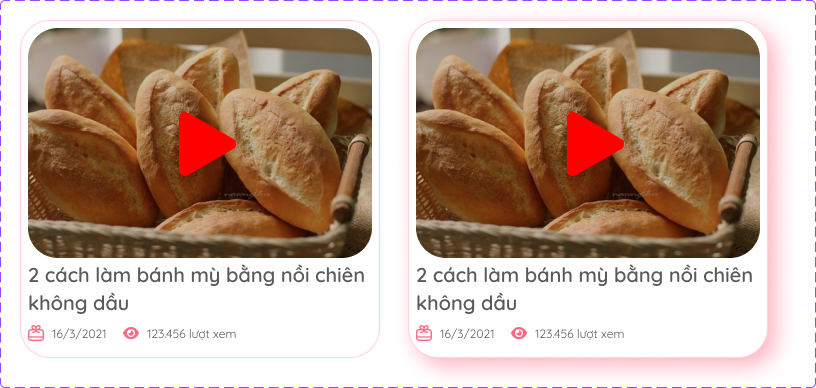 2 cách làm bánh mỳ bằng nồi chiên
không dầu
16/3/2021 123.456 lượt xem
2 cách làm bánh mỳ bằng nồi chiên
không dầu
16/3/2021 123.456 lượt xem